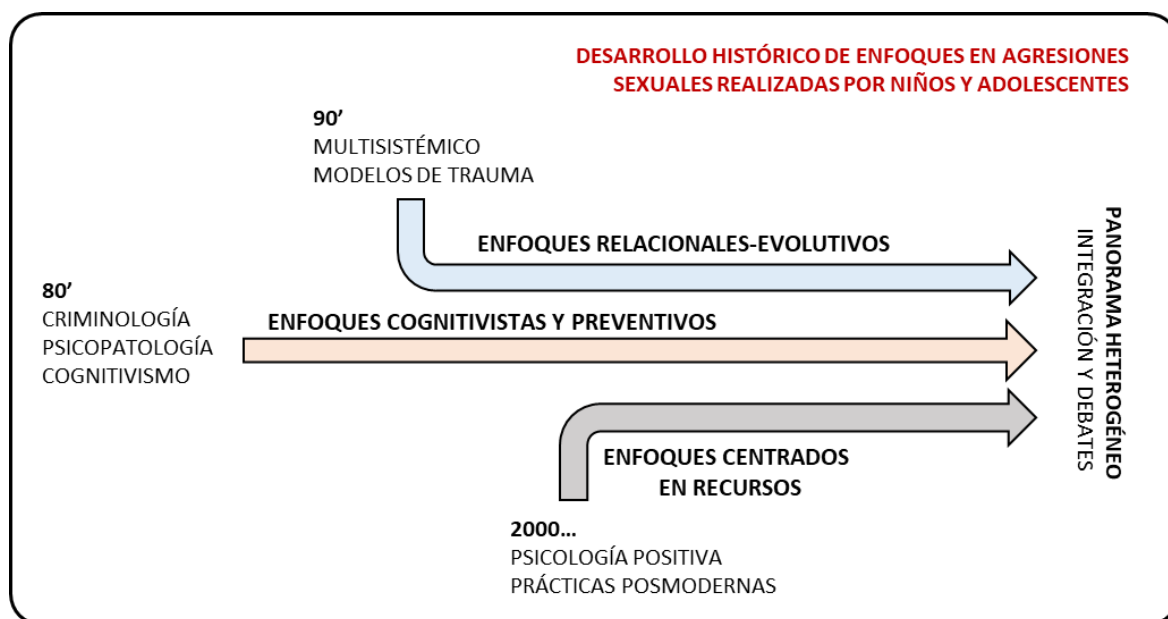 DESARROLLO HISTÓRICO DE ENFOQUES EN AGRESIONES
SEXUALES REALIZADAS POR NIÑOS Y ADOLESCENTES
90’
MULTISISTÉMICO
MODELOS DE TRAUMA
ENFOQUES RELACIONALES-EVOLUTIVOS
80’
CRIMINOLOGÍA
PSICOPATOLOGÍA
COGNITIVISMO
ENFOQUES COGNITIVISTAS Y PREVENTIVOS
ENFOQUES CENTRADOS
EN RECURSOS
2000...
PSICOLOGÍA POSITIVA
PRÁCTICAS POSMODERNAS
PANORAMA HETEROGÉNEO
INTEGRACIÓN Y DEBATES